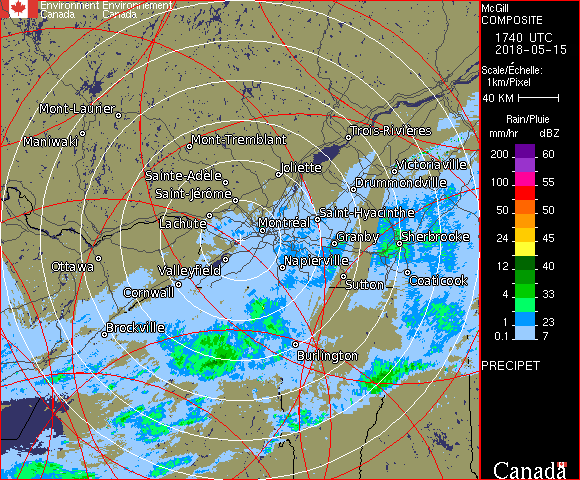 Environment Environnement
Canada Canada
McGill
COMPOSITE
1740 UTC
2018-05-15
Scale/Échelle:
1km/Pixel
40 KM
Rain/Pluie
mm/hr dBZ
200 60
100 55
50 50
24 45
12 40
4 33
1 23
0.1 7
PRECIPET
Canada
Mont-Laurier
Trois-Rivières
Maniwaki
Mont-Tremblant
Joliette
Victoriaville
Sainte-Adèle
Drummondville
Saint-Jérôme
Saint-Hyacinthe
Lachute
Montréal
Granby
Sherbrooke
Ottawa
Valleyfield
Napierville
Coaticook
Cornwall
Sutton
Brockville
Burlington